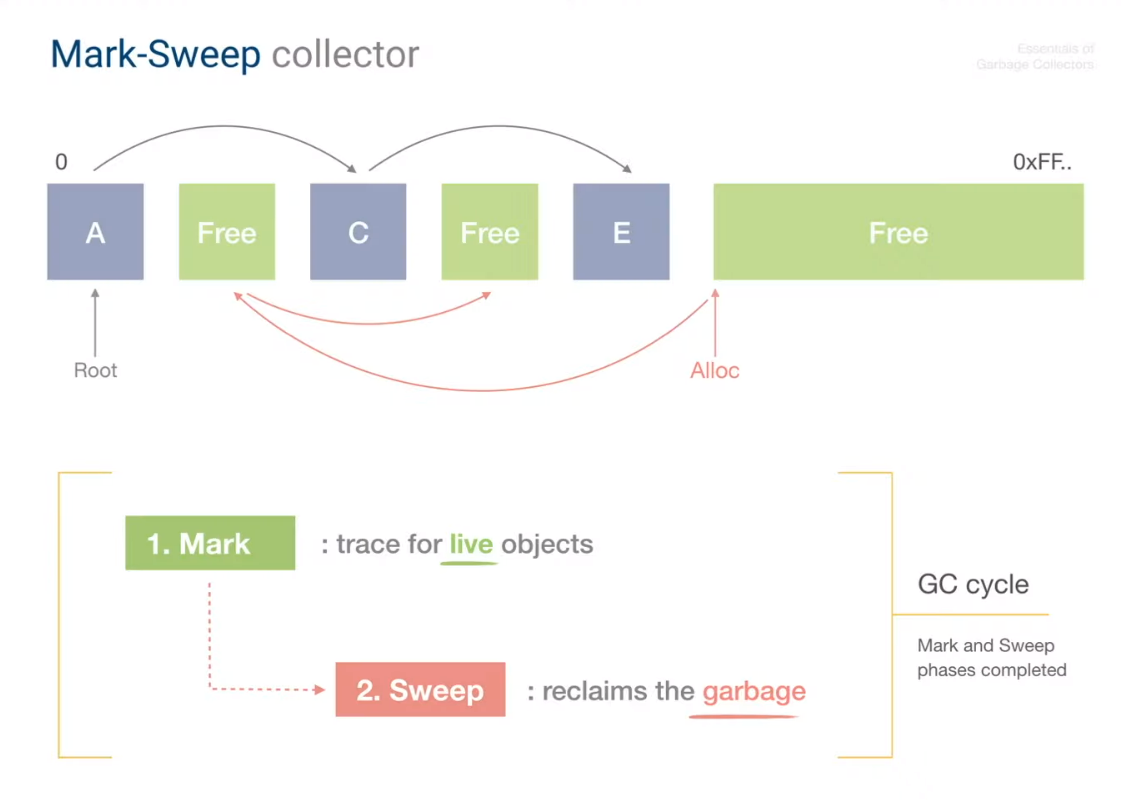 Mark-Sweep collector
Essentials of
Garbage Collectors
0
0xFF..
A
Free
C
Free
E
Free
Root
Alloc
1. Mark
: trace for live objects
2. Sweep
: reclaims the garbage
GC cycle
Mark and Sweep
phases completed